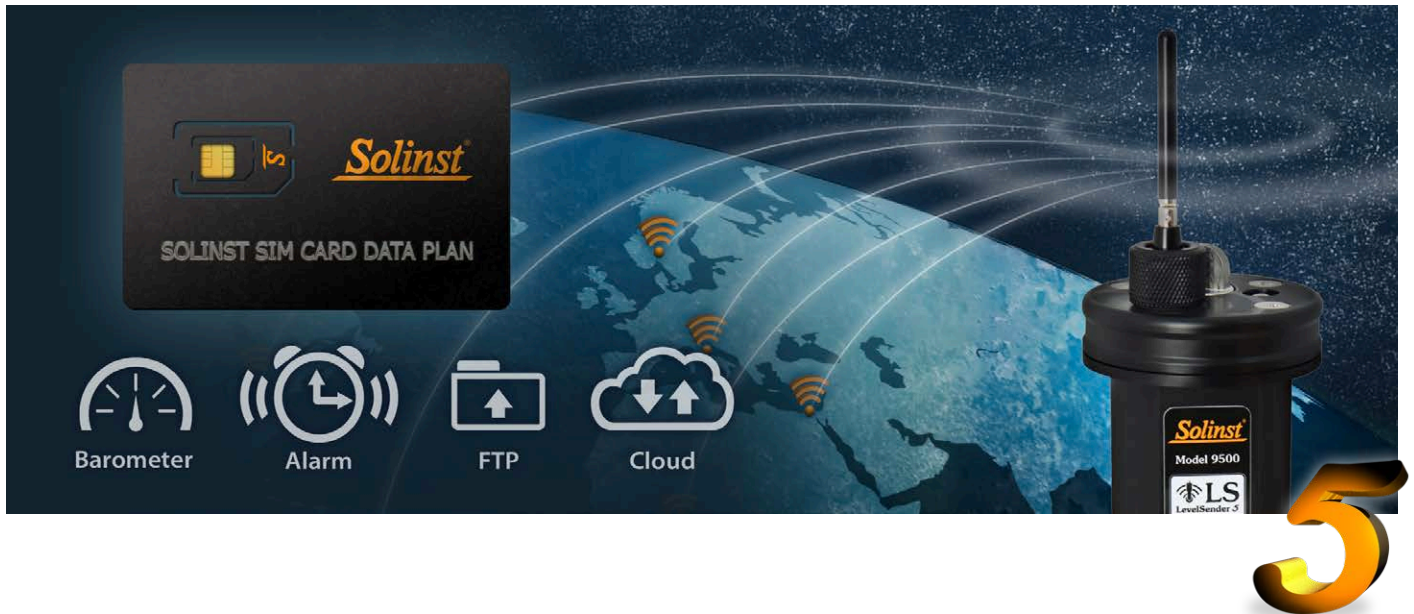 Solinst
SOLINST SIM CARD DATA PLAN
Barometer
Alarm
FTP
Cloud
Solinst
Model 9500
LS
LevelSender 5
5